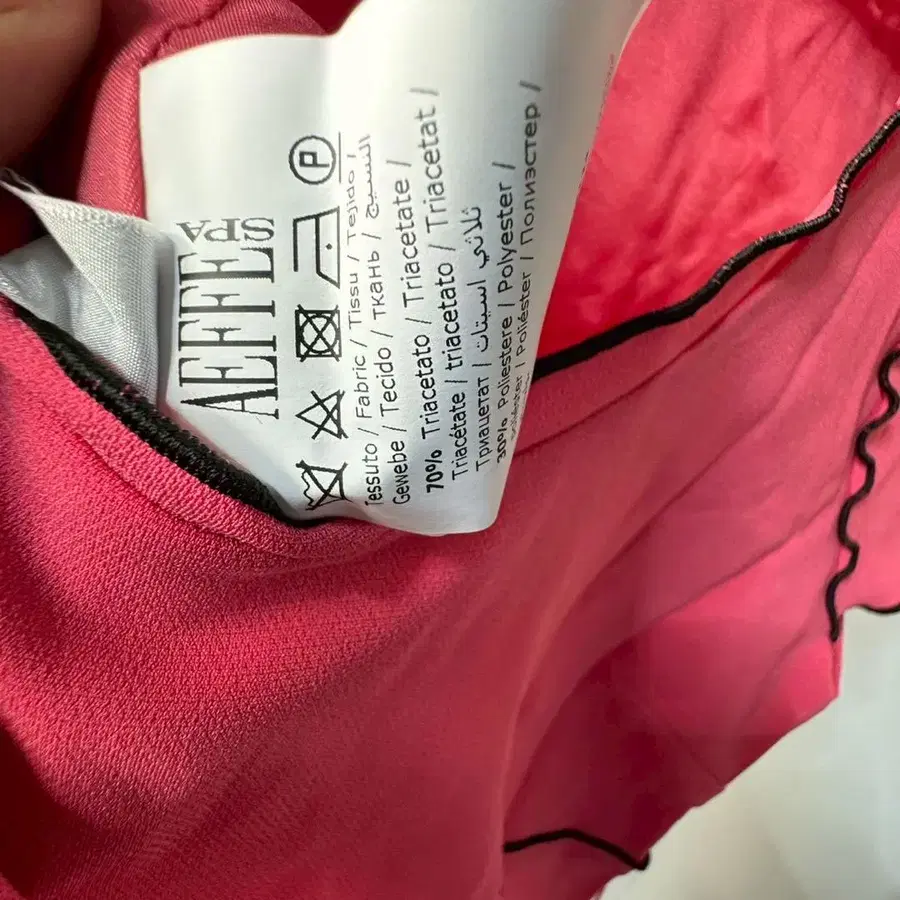 AEFFE
SPA
P
Tessuto / Fabric / Tissu / Tejido /
Gewebe / Tecido / ткань / النسيج
70% Triacetato / Triacetate /
Triacétate / triacetato / Triacetat /
Триацетат / ثلاثي اسيتات
30% Poliestere / Polyester /
polyester / Poliéster / Полиэстер /